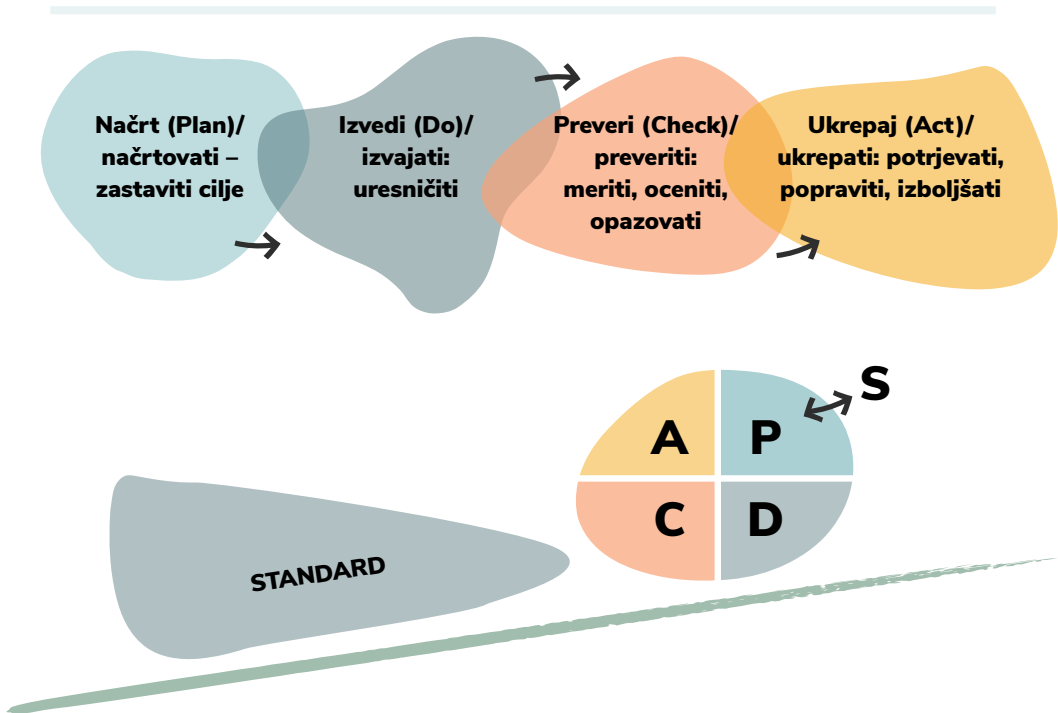 Načrt (Plan)/
načrtovati –
zastaviti cilje
Izvedi (Do)/
izvajati:
uresničiti
Preveri (Check)/
preveriti:
meriti, oceniti,
opazovati
Ukrepaj (Act)/
ukrepati: potrjevati,
popraviti, izboljšati
S
A
P
C
D
STANDARD